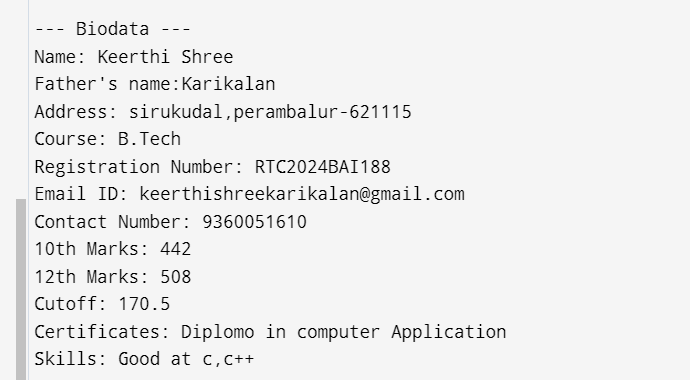 --- Biodata ---
Name: Keerthi Shree
Father's name:Karikalan
Address: sirukudal,perambalur-621115
Course: B.Tech
Registration Number: RTC2024BAI188
Email ID: keerthishreekarikalan@gmail.com
Contact Number: 9360051610
10th Marks: 442
12th Marks: 508
Cutoff: 170.5
Certificates: Diplomo in computer Application
Skills: Good at c,c++